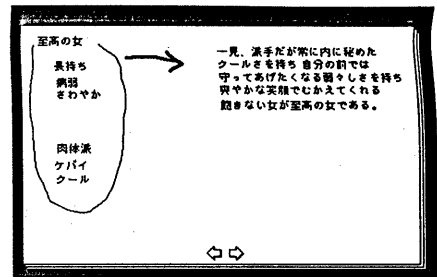 至高の女
長持ち
病弱
さわやか
肉体派
ケバイ
クール
一見、派手だが常に内に秘めた
クールさを持ち 自分の前では
守ってあげたくなる弱々しさを持ち
爽やかな笑顔でむかえてくれる
飽きない女が至高の女である。